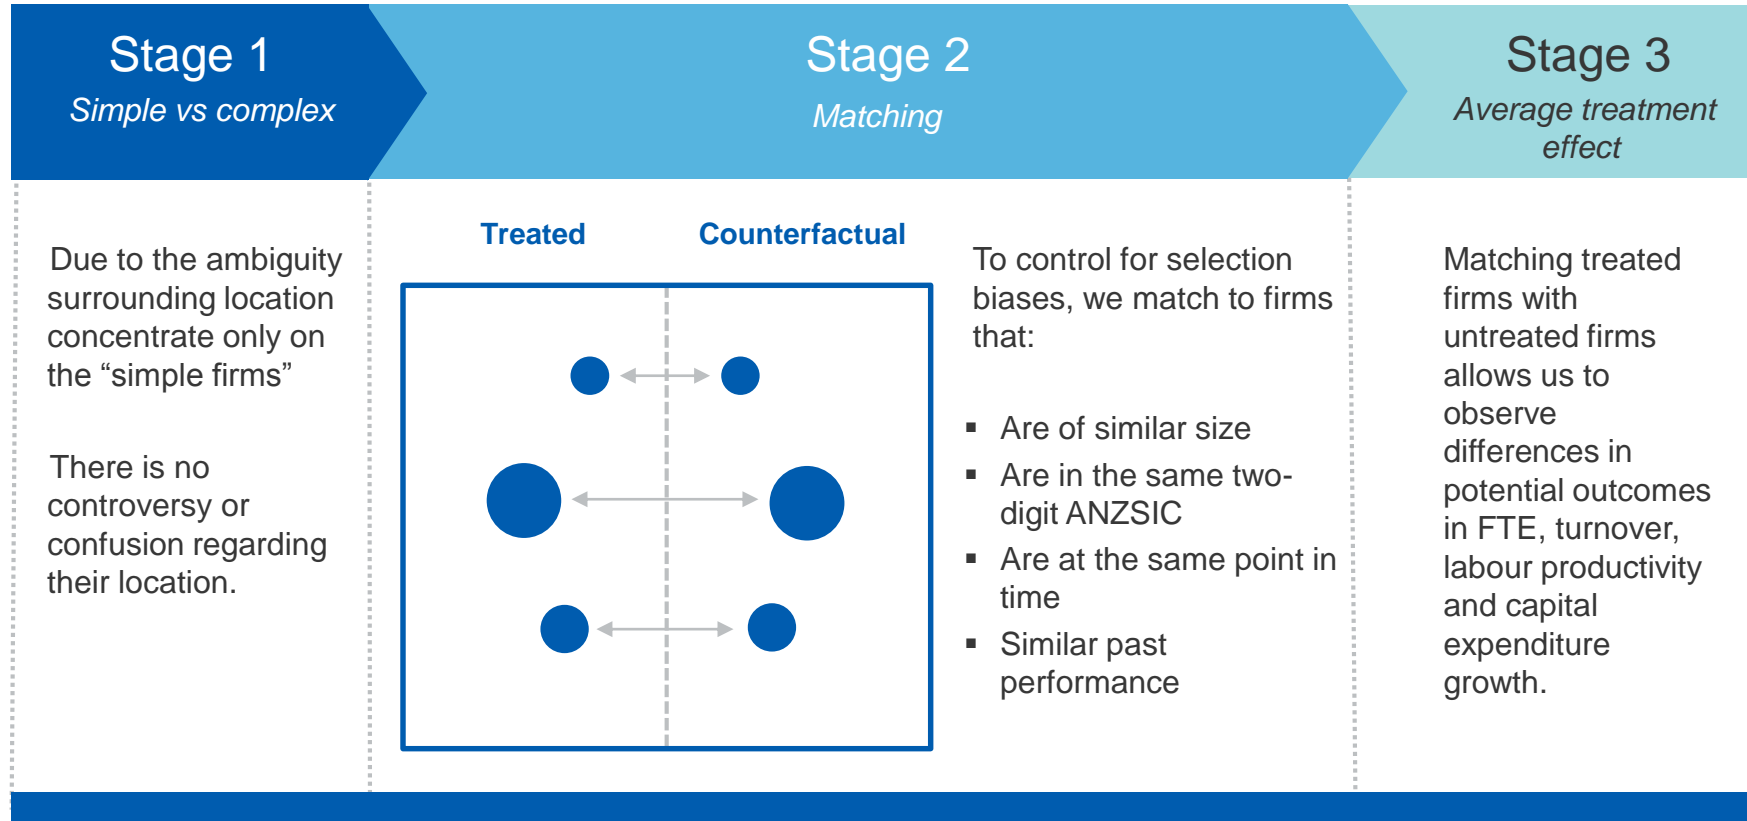 Stage 1
Simple vs complex
Stage 2
Matching
Stage 3
Average treatment
effect
Due to the ambiguity
surrounding location
concentrate only on
the “simple firms”
There is no
controversy or
confusion regarding
their location.
Treated
Counterfactual
To control for selection
biases, we match to firms
that:
▪ Are of similar size
▪ Are in the same two-
digit ANZSIC
▪ Are at the same point in
time
▪ Similar past
performance
Matching treated
firms with
untreated firms
allows us to
observe
differences in
potential outcomes
in FTE, turnover,
labour productivity
and capital
expenditure
growth.